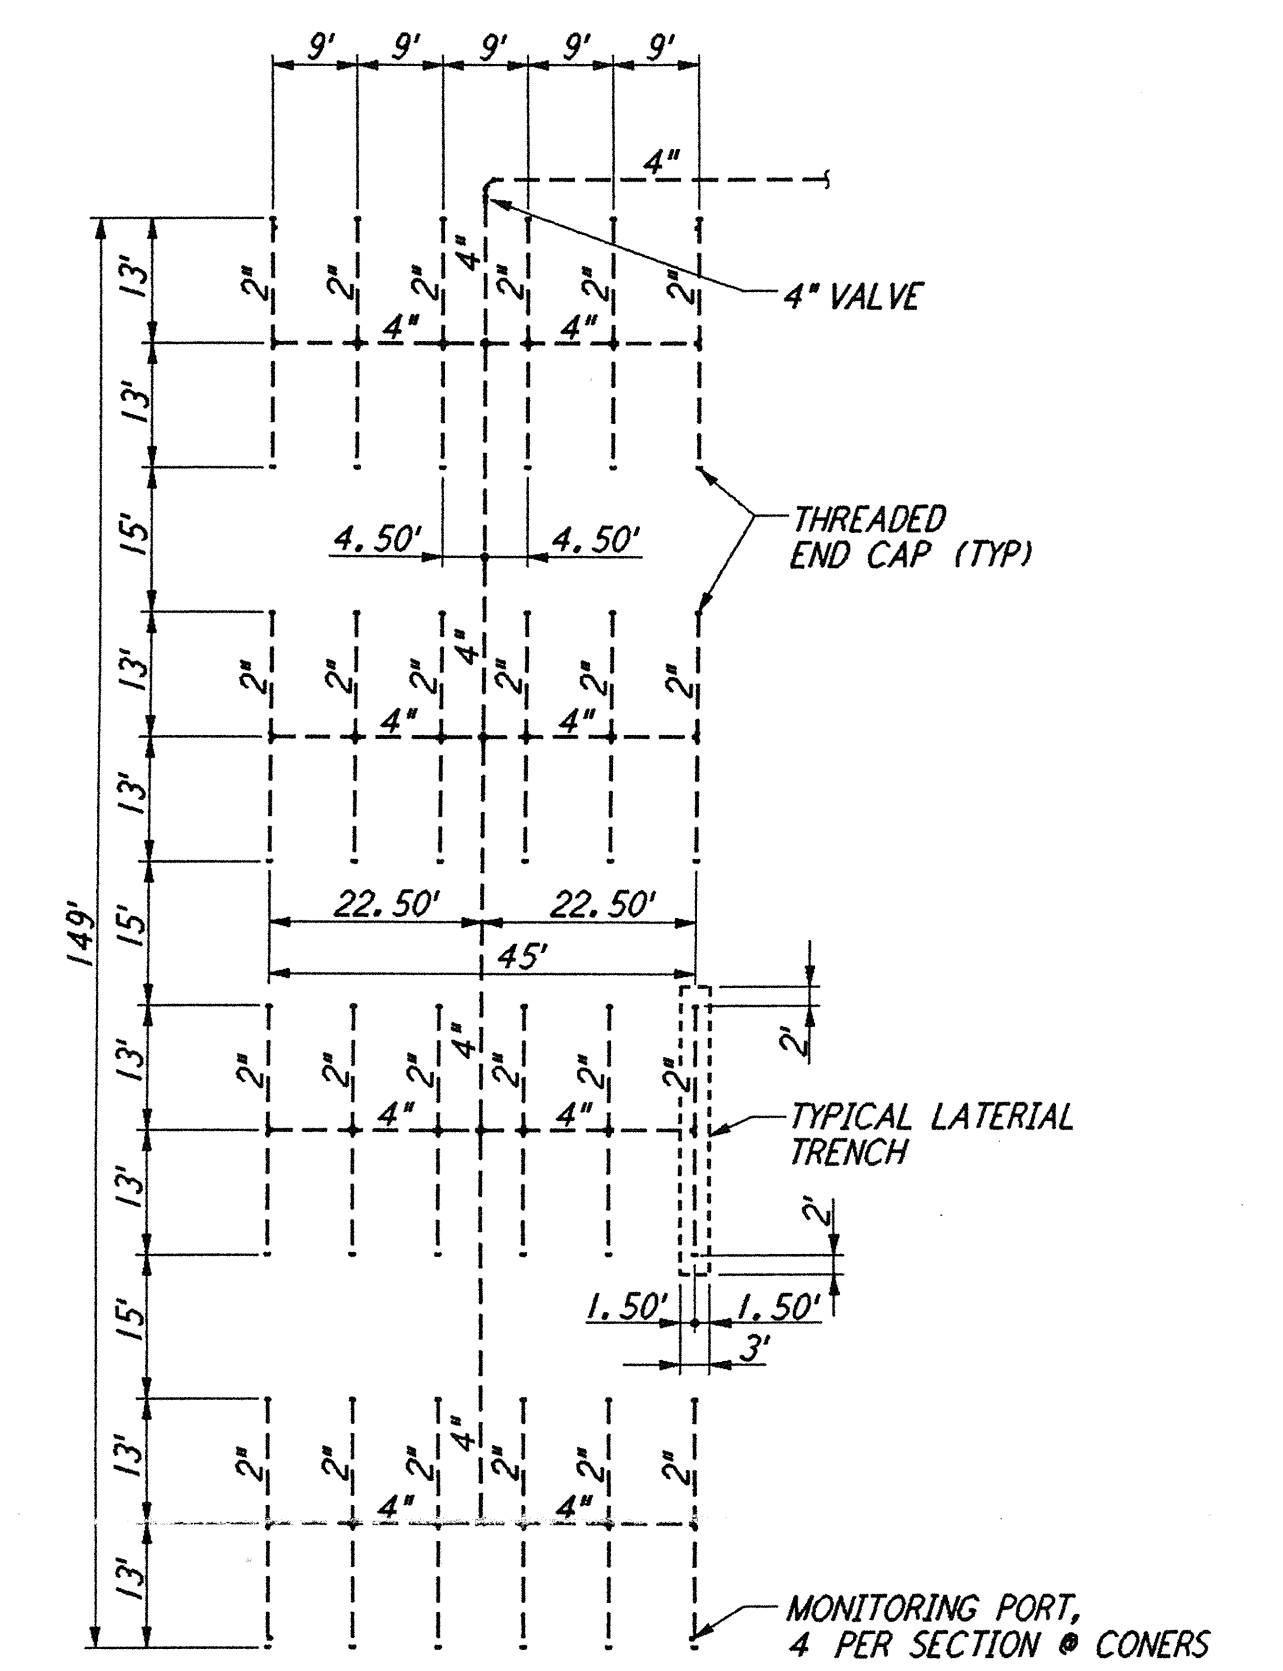 9' 9' 9' 9' 9'
4"
4"
13' 2" 2" 2" 2" 2" 2"
4" VALVE
4" 4"
13'
15'
THREADED
END CAP (TYP)
4.50' 4.50'
4"
13' 2" 2" 2" 2" 2" 2"
4" 4"
13'
22.50' 22.50'
149' 15'
45'
2'
4"
13' 2" 2" 2" 2" 2" 2"
4" 4"
TYPICAL LATERIAL
TRENCH
13'
2'
15' 1.50' 1.50'
3'
4"
13' 2" 2" 2" 2" 2" 2"
4" 4"
13'
MONITORING PORT,
4 PER SECTION @ CONERS